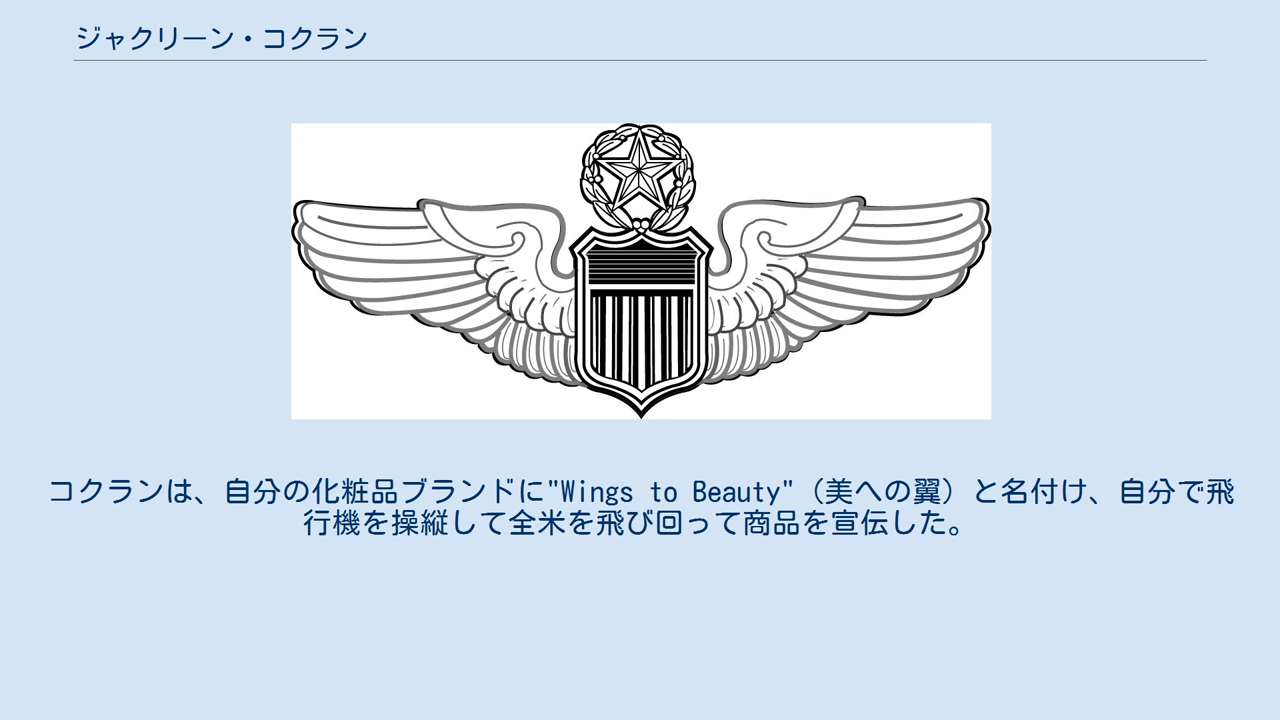 ジャクリーン・コクラン
コクランは、自分の化粧品ブランドに"Wings to Beauty"（美への翼）と名付け、自分で飛
行機を操縦して全米を飛び回って商品を宣伝した。